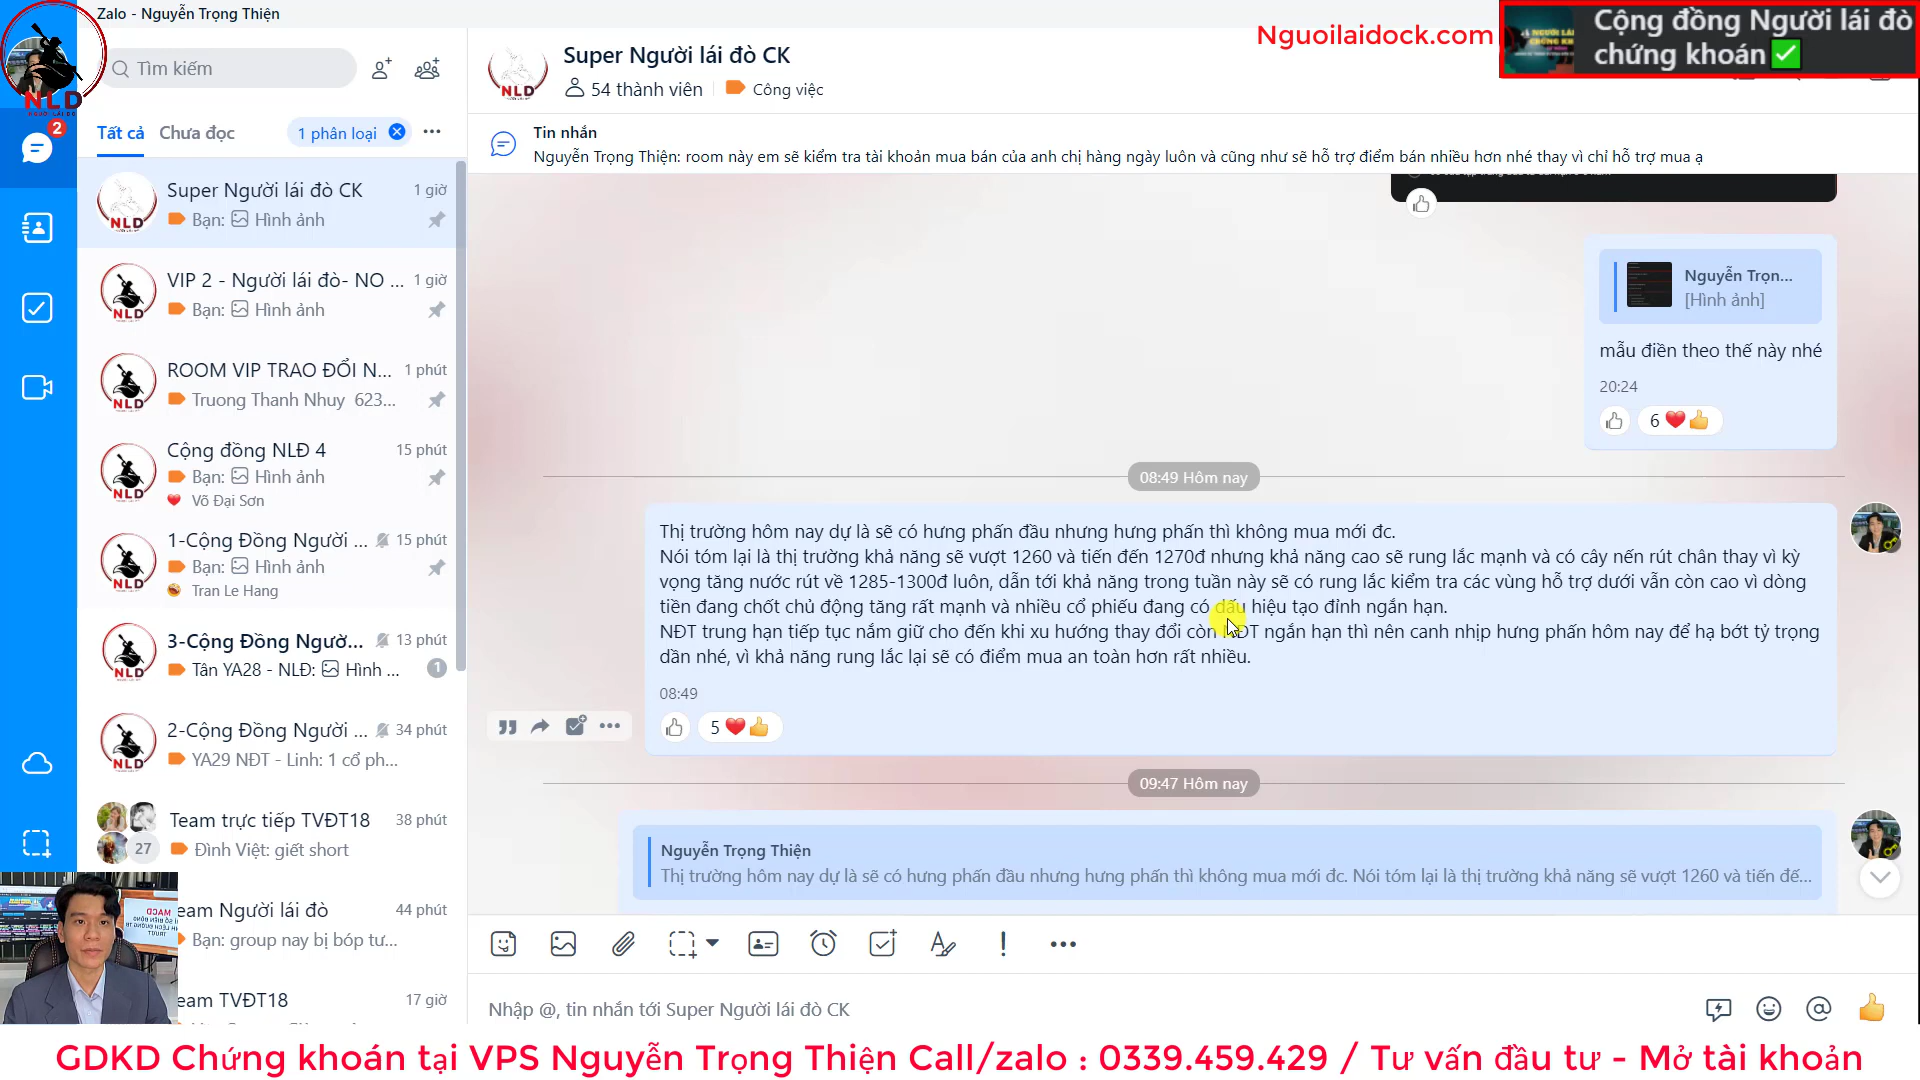 Zalo - Nguyễn Trọng Thiện
Nguoilaidock.com
Cộng đồng Người lái đò
chứng khoán✅
NLD
2
Tìm kiếm
Tất cả Chưa đọc 1 phân loại
Super Người lái đò CK 1 giờ
Bạn: Hình ảnh
VIP 2 - Người lái đò- NO ... 1 giờ
Bạn: Hình ảnh
ROOM VIP TRAO ĐỔI N... 1 phút
Truong Thanh Nhuy 623...
Cộng đồng NLĐ 4 15 phút
Bạn: Hình ảnh
Võ Đại Sơn
1-Cộng Đồng Người ... 15 phút
Bạn: Hình ảnh
Tran Le Hang
3-Cộng Đồng Ngườ... 13 phút
Tân YA28 - NLĐ: Hình ... 1
2-Cộng Đồng Người ... 34 phút
YA29 NĐT - Linh: 1 cổ ph...
Team trực tiếp TVĐT18 38 phút
27 Đình Việt: giết short
eam Người lái đò 44 phút
Bạn: group nay bị bóp tư...
eam TVĐT18 17 giờ
Super Người lái đò CK
54 thành viên Công việc
Tin nhắn
Nguyễn Trọng Thiện: room này em sẽ kiểm tra tài khoản mua bán của anh chị hàng ngày luôn và cũng như sẽ hỗ trợ điểm bán nhiều hơn nhé thay vì chỉ hỗ trợ mua ạ
Nguyễn Trọn...
[Hình ảnh]
mẫu điền theo thế này nhé
20:24
6 ❤️👍
08:49 Hôm nay
Thị trường hôm nay dự là sẽ có hưng phấn đầu nhưng hưng phấn thì không mua mới đc.
Nói tóm lại là thị trường khả năng sẽ vượt 1260 và tiến đến 1270đ nhưng khả năng cao sẽ rung lắc mạnh và có cây nến rút chân thay vì kỳ
vọng tăng nước rút về 1285-1300đ luôn, dẫn tới khả năng trong tuần này sẽ có rung lắc kiểm tra các vùng hỗ trợ dưới vẫn còn cao vì dòng
tiền đang chốt chủ động tăng rất mạnh và nhiều cổ phiếu đang có dấu hiệu tạo đỉnh ngắn hạn.
NĐT trung hạn tiếp tục nắm giữ cho đến khi xu hướng thay đổi còn NĐT ngắn hạn thì nên canh nhịp hưng phấn hôm nay để hạ bớt tỷ trọng
dần nhé, vì khả năng rung lắc lại sẽ có điểm mua an toàn hơn rất nhiều.
08:49
5 ❤️👍
09:47 Hôm nay
Nguyễn Trọng Thiện
Thị trường hôm nay dự là sẽ có hưng phấn đầu nhưng hưng phấn thì không mua mới đc. Nói tóm lại là thị trường khả năng sẽ vượt 1260 và tiến đế...
Nhập @, tin nhắn tới Super Người lái đò CK
GDKD Chứng khoán tại VPS Nguyễn Trọng Thiện Call/zalo : 0339.459.429 / Tư vấn đầu tư - Mở tài khoản